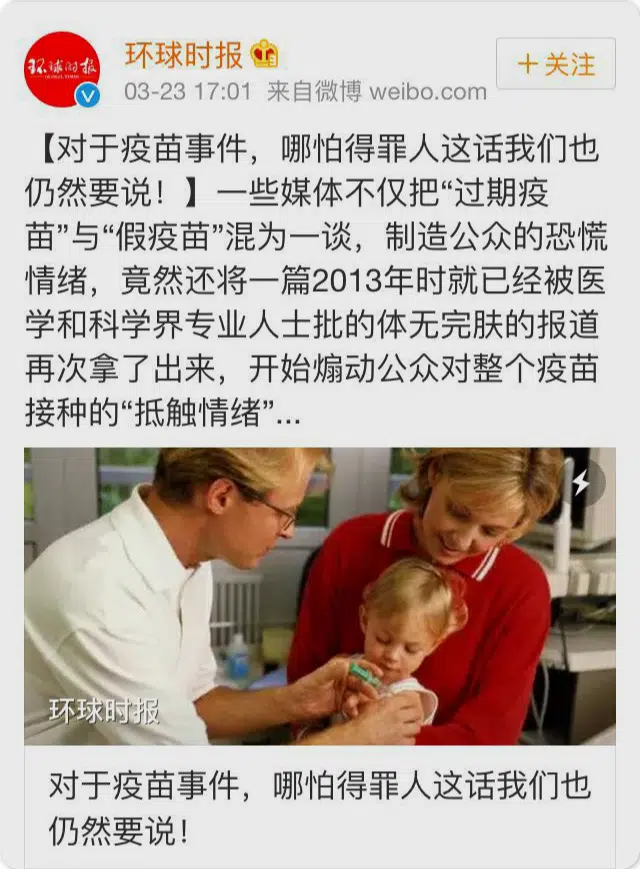 环球时报
环球时报
GLOBAL TIMES
+关注
03-23 17:01 来自微博 weibo.com
【对于疫苗事件，哪怕得罪人这话我们也
仍然要说！】一些媒体不仅把“过期疫
苗”与“假疫苗”混为一谈，制造公众的恐慌
情绪，竟然还将一篇2013年时就已经被医
学和科学界专业人士批的体无完肤的报道
再次拿了出来，开始煽动公众对整个疫苗
接种的“抵触情绪”...
环球时报
对于疫苗事件，哪怕得罪人这话我们也
仍然要说！